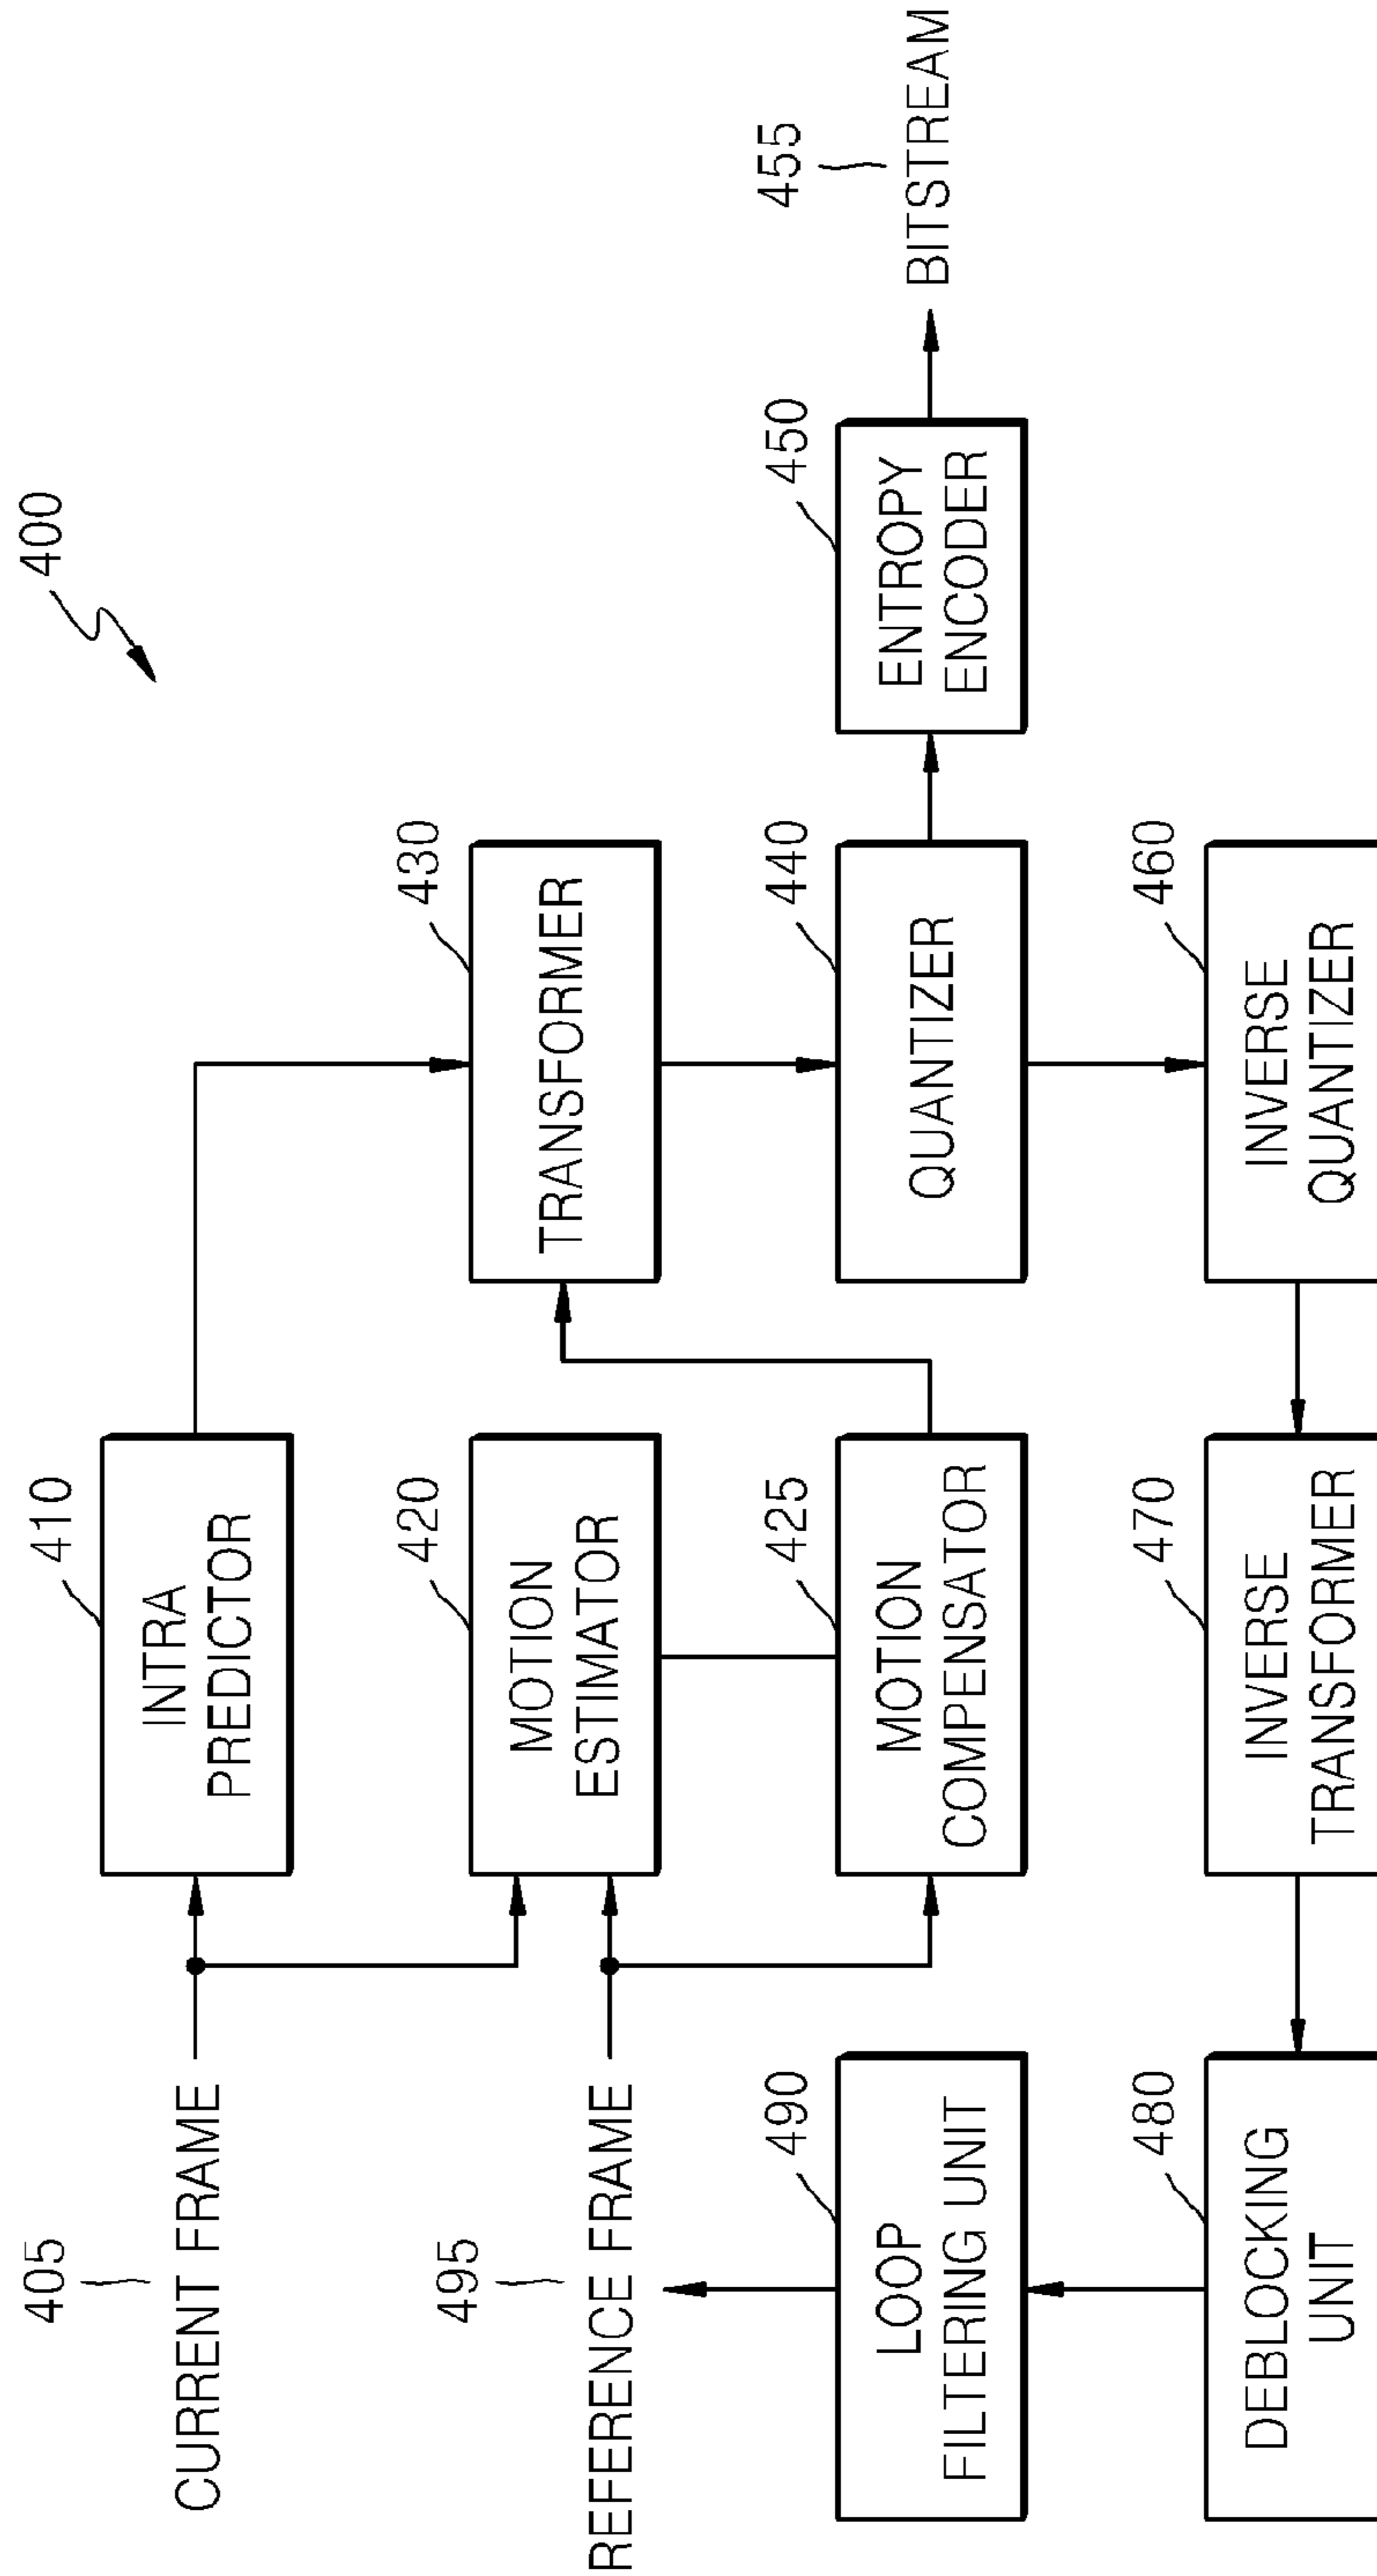 400
405
CURRENT FRAME
410
INTRA
PREDICTOR
495
REFERENCE FRAME
420
MOTION
ESTIMATOR
430
TRANSFORMER
490
LOOP
FILTERING UNIT
425
MOTION
COMPENSATOR
440
QUANTIZER
450
ENTROPY
ENCODER
455
BITSTREAM
480
DEBLOCKING
UNIT
470
INVERSE
TRANSFORMER
460
INVERSE
QUANTIZER